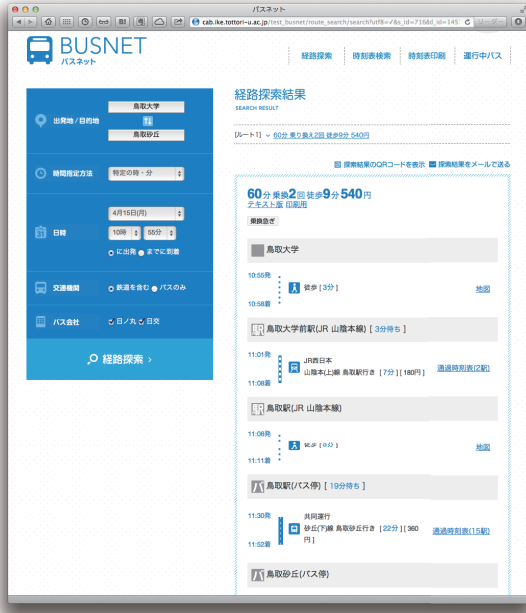 バスネット
cab.ike.tottori-u.ac.jp/test_busnet/route_search/search?utf8=✓&s_id=716&d_id=145
リーダー
BUSNET
バスネット
経路探索
時刻表検索
時刻表印刷
運行中バス
出発地/目的地
鳥取大学
鳥取砂丘
時間指定方法
特定の時・分
日時
4月15日(月)
10時
55分
に出発 までに到着
交通機関
鉄道を含む バスのみ
バス会社
日ノ丸 日交
経路探索 ›
経路探索結果
SEARCH RESULT
[ルート1] 60分 乗り換え2回 徒歩9分 540円
探索結果のQRコードを表示 探索結果をメールで送る
60分 乗換2回 徒歩9分 540円
テキスト版 印刷用
乗換急ぎ
鳥取大学
10:55発
徒歩 [ 3分 ]
地図
10:58着
JR 鳥取大学前駅(JR 山陰本線) [ 3分待ち ]
11:01発
JR西日本
山陰本(上)線 鳥取駅行き [ 7分 ] [ 180円 ]
通過時刻表(2駅)
11:08着
JR 鳥取駅(JR 山陰本線)
11:08発
徒歩
地図
11:11着
鳥取駅(バス停) [ 19分待ち ]
11:30発
共同運行
砂丘(下)線 鳥取砂丘行き [ 22分 ] [ 360
円 ]
通過時刻表(15駅)
11:52着
鳥取砂丘(バス停)